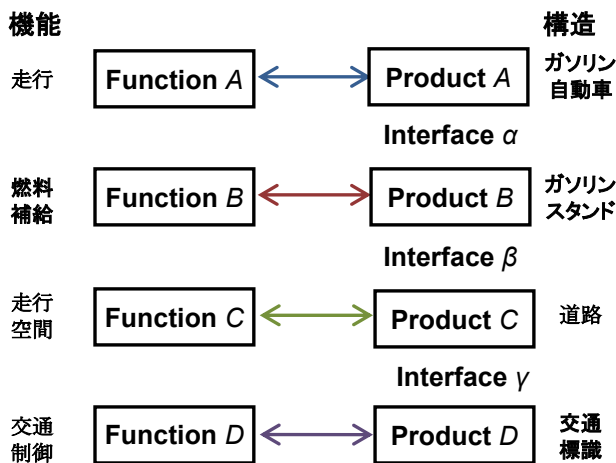 機能 構造
走行 Function A Product A ガソリン
自動車
Interface α
燃料
補給 Function B Product B ガソリン
スタンド
Interface β
走行
空間 Function C Product C 道路
Interface γ
交通
制御 Function D Product D 交通
標識